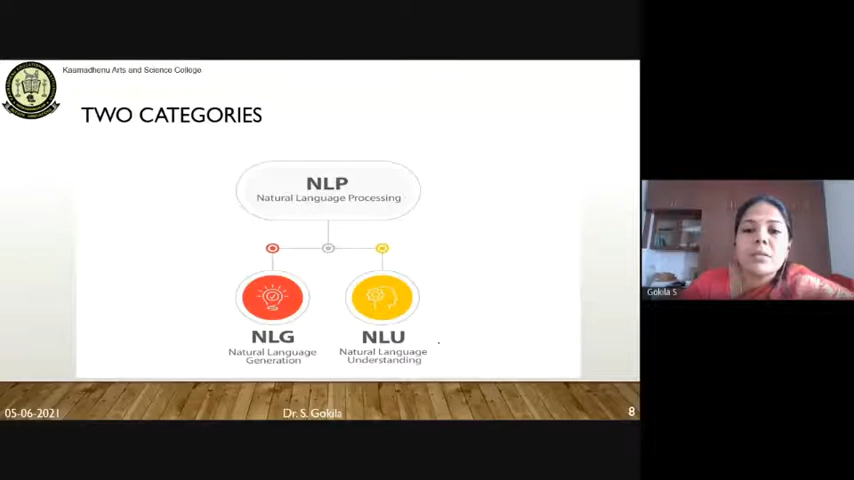 Kaamadhenu Arts and Science College
TWO CATEGORIES
NLP
Natural Language Processing
NLG
Natural Language
Generation
NLU
Natural Language
Understanding
Gokila S
05-06-2021
Dr. S. Gokila
8